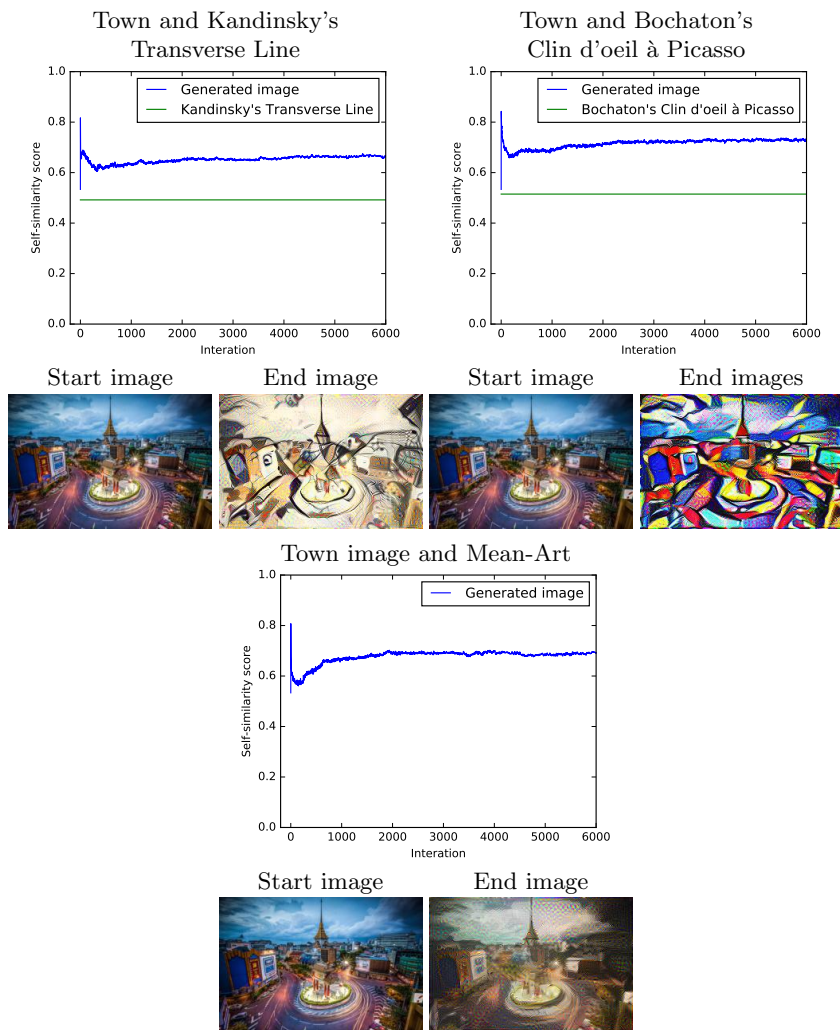 Town and Kandinsky's
Transverse Line
1.0
0.8
0.6
0.4
0.2
0.0
Self-similarity score
Generated image
Kandinsky's Transverse Line
0 1000 2000 3000 4000 5000 6000
Interation
Town and Bochaton's
Clin d'oeil à Picasso
1.0
0.8
0.6
0.4
0.2
0.0
Self-similarity score
Generated image
Bochaton's Clin d'oeil à Picasso
0 1000 2000 3000 4000 5000 6000
Interation
Start image
End image
Start image
End images
Town image and Mean-Art
1.0
0.8
0.6
0.4
0.2
0.0
Self-similarity score
Generated image
0 1000 2000 3000 4000 5000 6000
Interation
Start image
End image